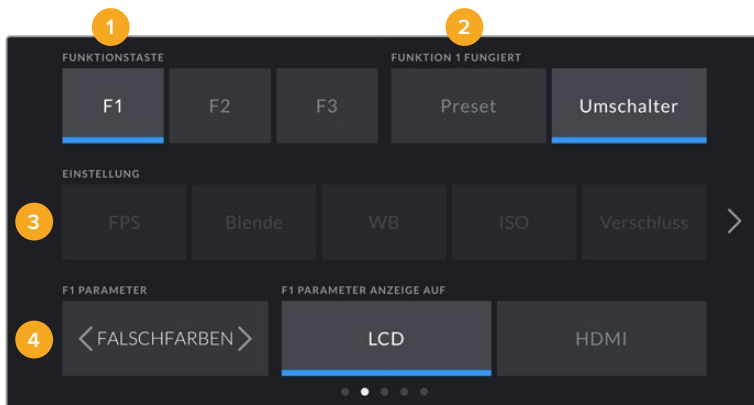 1 2
FUNKTIONSTASTE FUNKTION 1 FUNGIERT
F1 F2 F3 Preset Umschalter
EINSTELLUNG
3 FPS Blende WB ISO Verschluss
F1 PARAMETER F1 PARAMETER ANZEIGE AUF
4 FALSCHFARBEN LCD HDMI